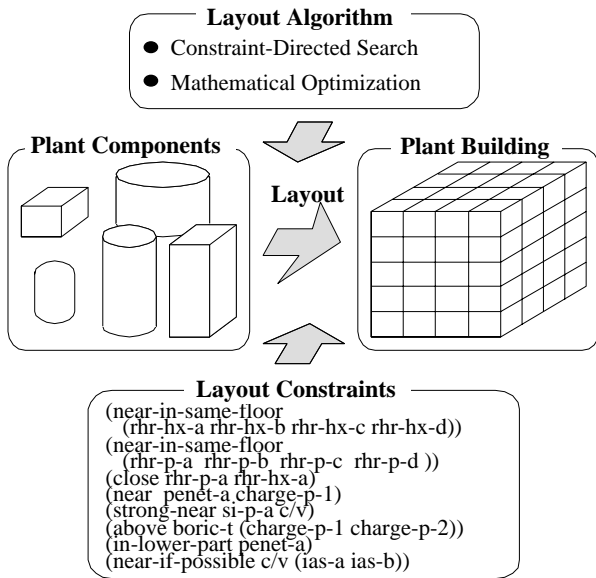 Layout Algorithm
● Constraint-Directed Search
● Mathematical Optimization
Plant Components
Plant Building
Layout
Layout Constraints
(near-in-same-floor
(rhr-hx-a rhr-hx-b rhr-hx-c rhr-hx-d))
(near-in-same-floor
(rhr-p-a rhr-p-b rhr-p-c rhr-p-d ))
(close rhr-p-a rhr-hx-a)
(near penet-a charge-p-1)
(strong-near si-p-a c/v)
(above boric-t (charge-p-1 charge-p-2))
(in-lower-part penet-a)
(near-if-possible c/v (ias-a ias-b))